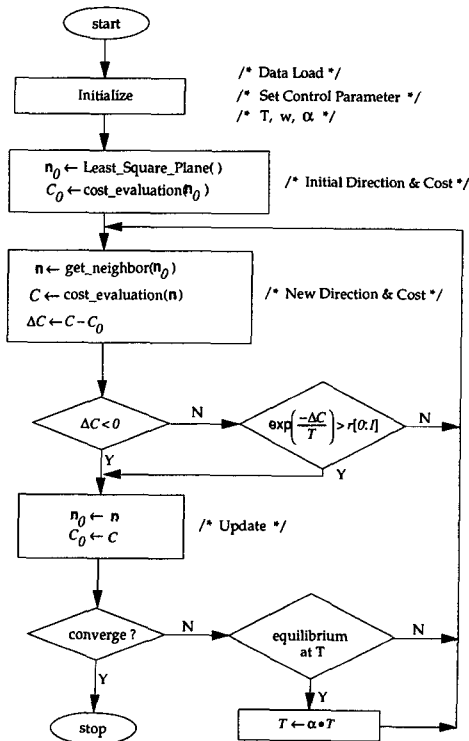 start
Initialize
/* Data Load */
/* Set Control Parameter */
/* T, w, α */
n₀ ← Least_Square_Plane()
C₀ ← cost_evaluation(n₀)
/* Initial Direction & Cost */
n ← get_neighbor(n₀)
C ← cost_evaluation(n)
ΔC ← C – C₀
/* New Direction & Cost */
ΔC < 0
N
exp(-ΔC/T) > r[0:1]
N
Y
Y
n₀ ← n
C₀ ← C
/* Update */
converge ?
N
equilibrium
at T
N
Y
Y
stop
T ← α • T